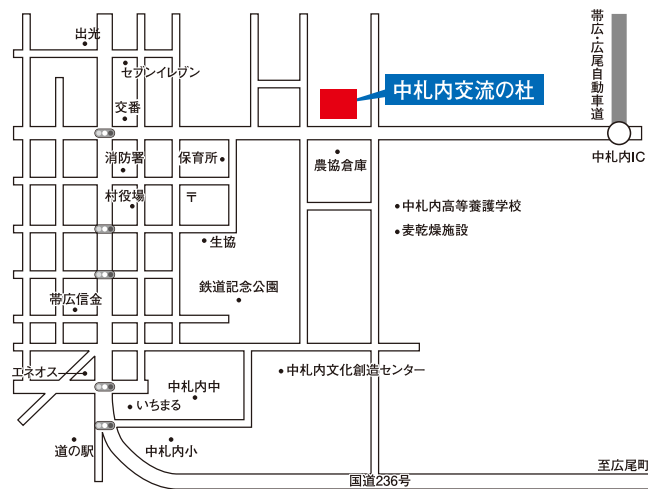 出光
セブンイレブン
交番
中札内交流の杜
帯広・広尾自動車道
中札内IC
消防署
保育所
農協倉庫
村役場
〒
中札内高等養護学校
麦乾燥施設
生協
鉄道記念公園
帯広信金
エネオス
中札内中
中札内文化創造センター
いちまる
道の駅
中札内小
至広尾町
国道236号